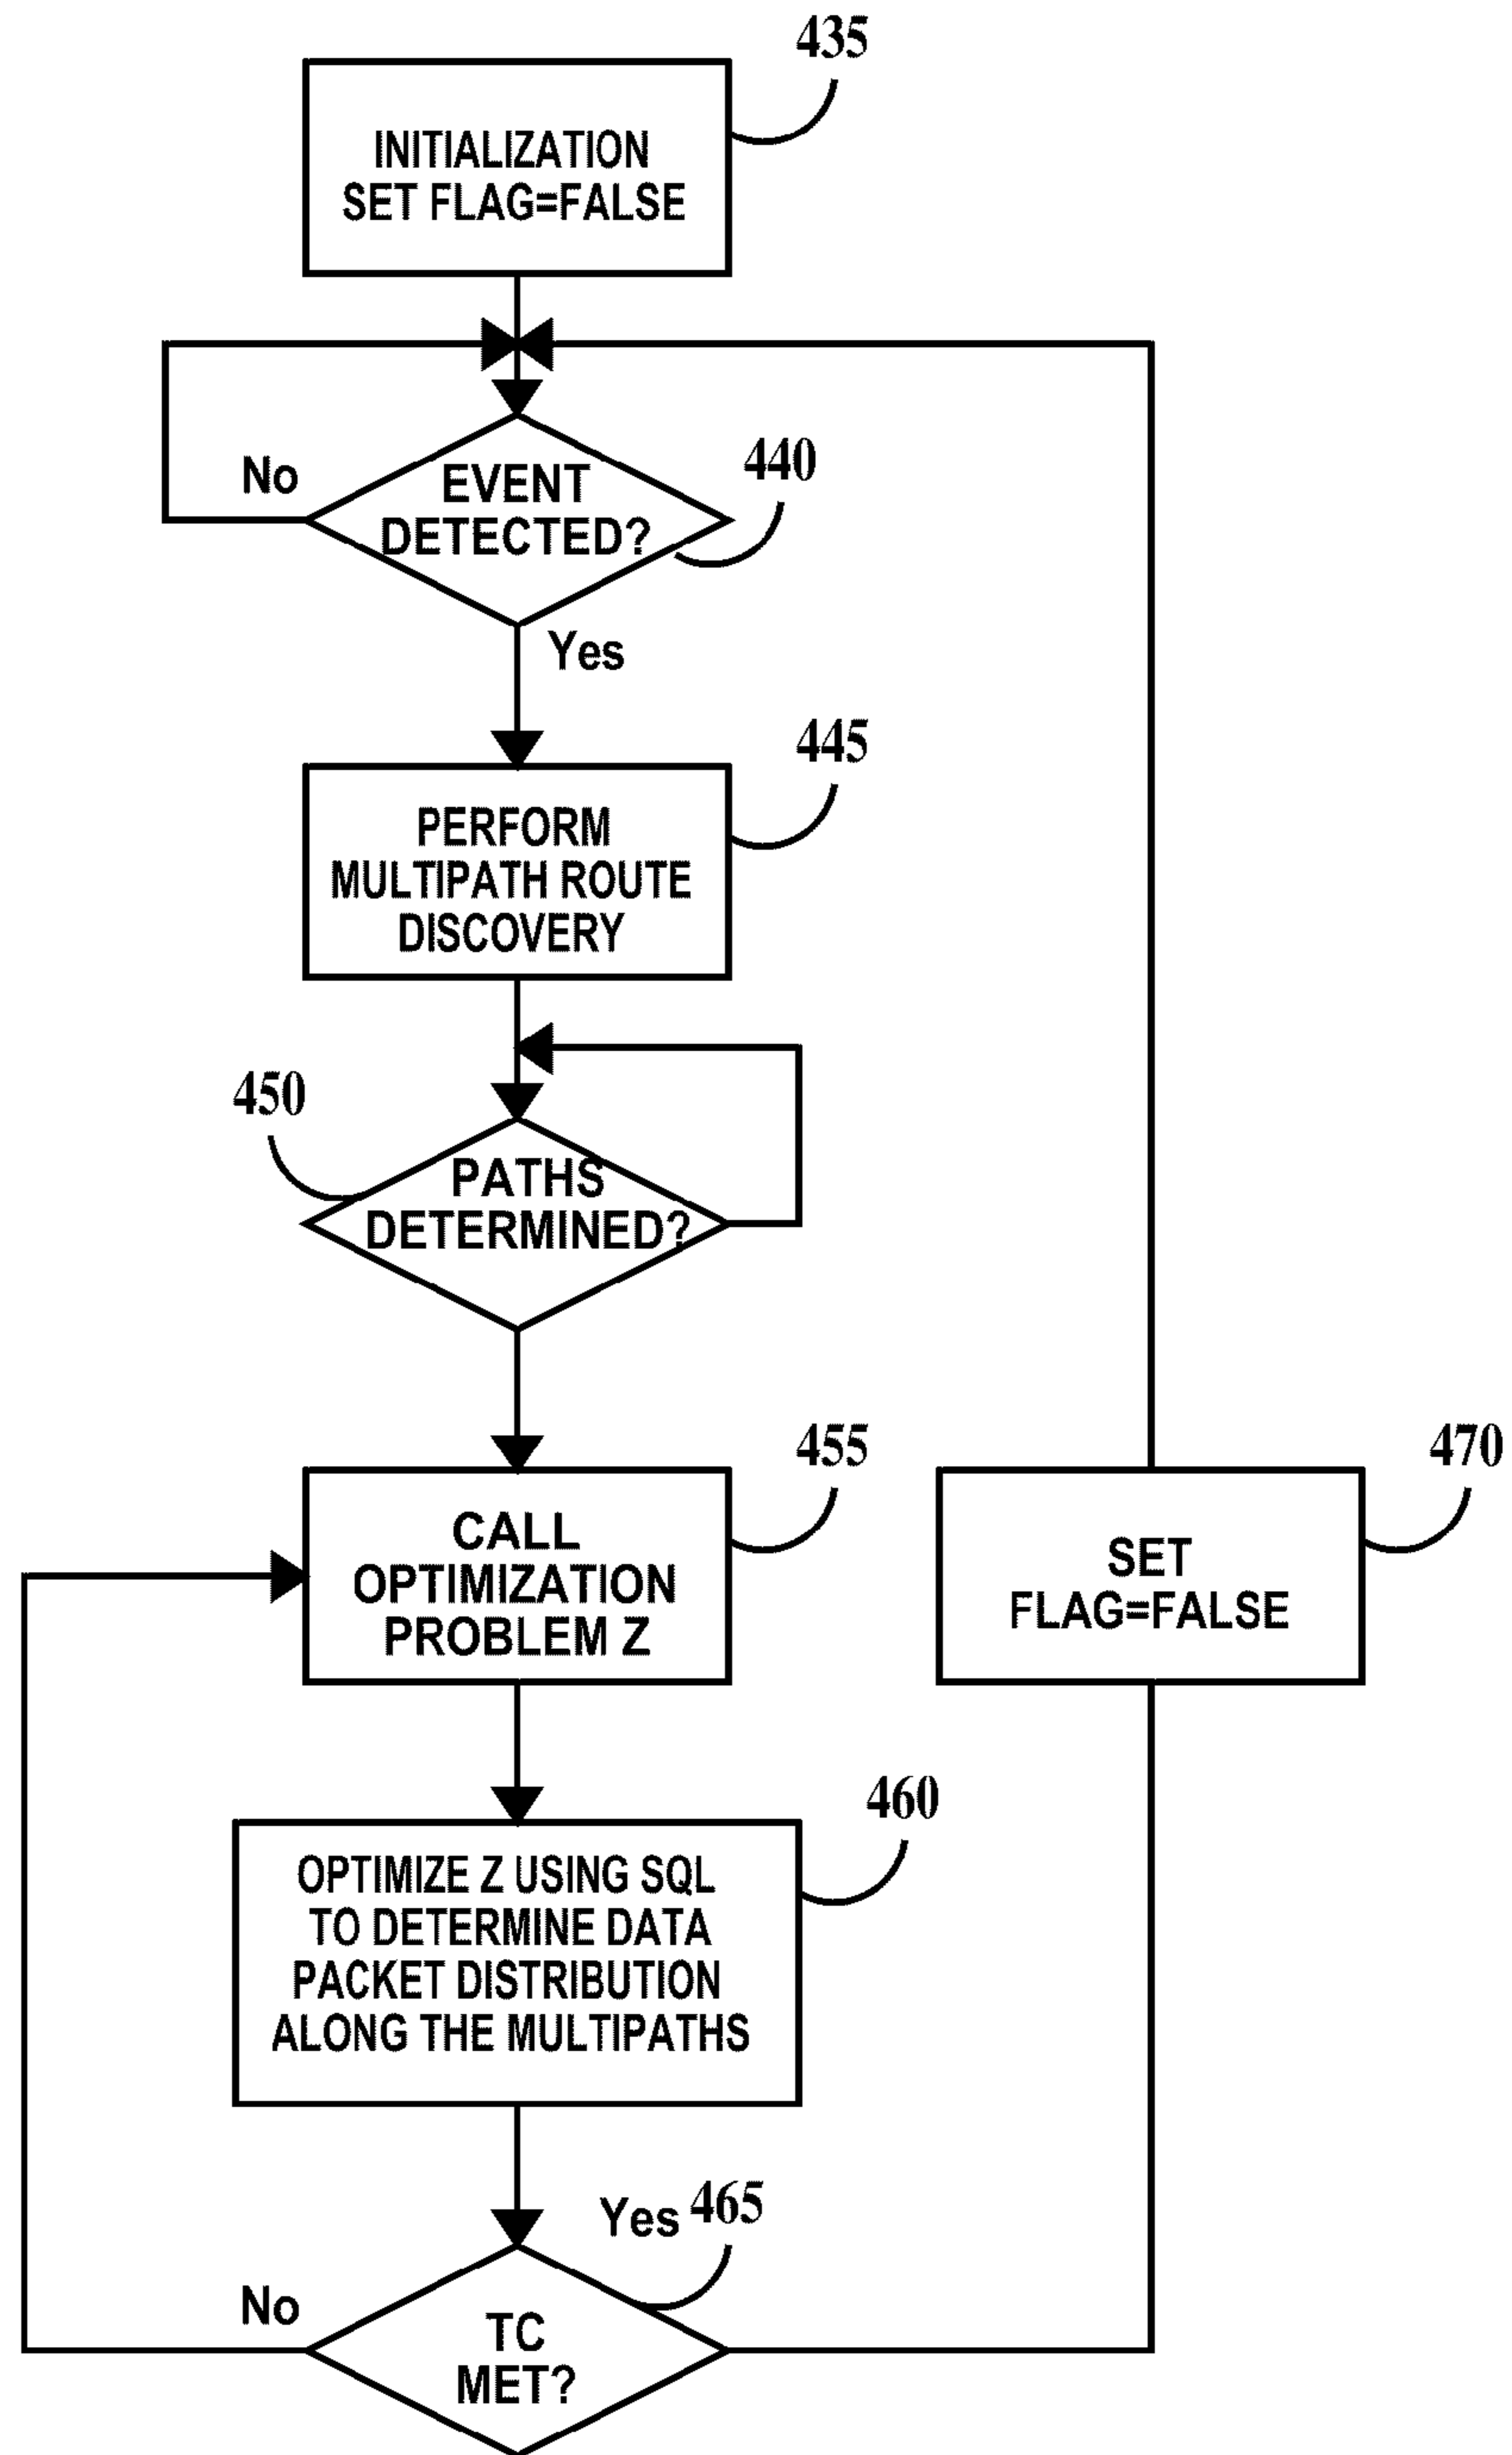 435
INITIALIZATION
SET FLAG=FALSE
No
EVENT
DETECTED?
440
Yes
445
PERFORM
MULTIPATH ROUTE
DISCOVERY
450
PATHS
DETERMINED?
455
CALL
OPTIMIZATION
PROBLEM Z
470
SET
FLAG=FALSE
460
OPTIMIZE Z USING SQL
TO DETERMINE DATA
PACKET DISTRIBUTION
ALONG THE MULTIPATHS
Yes 465
No
TC
MET?